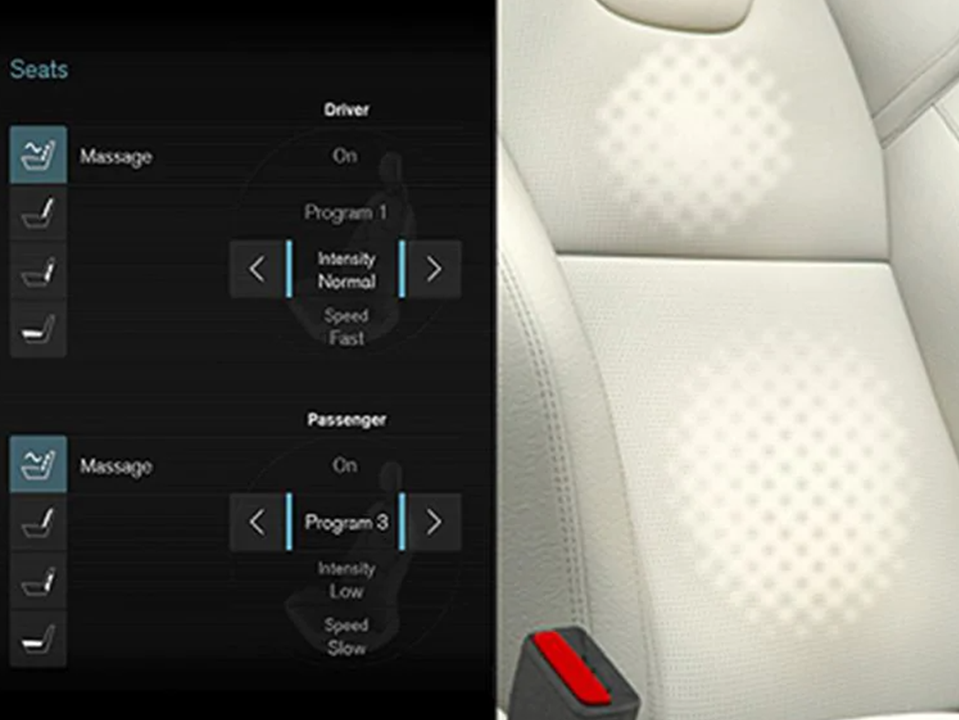 Seats
Driver
Massage
On
Program 1
Intensity
Normal
Speed
Fast
Passenger
Massage
On
Program 3
Intensity
Low
Speed
Slow